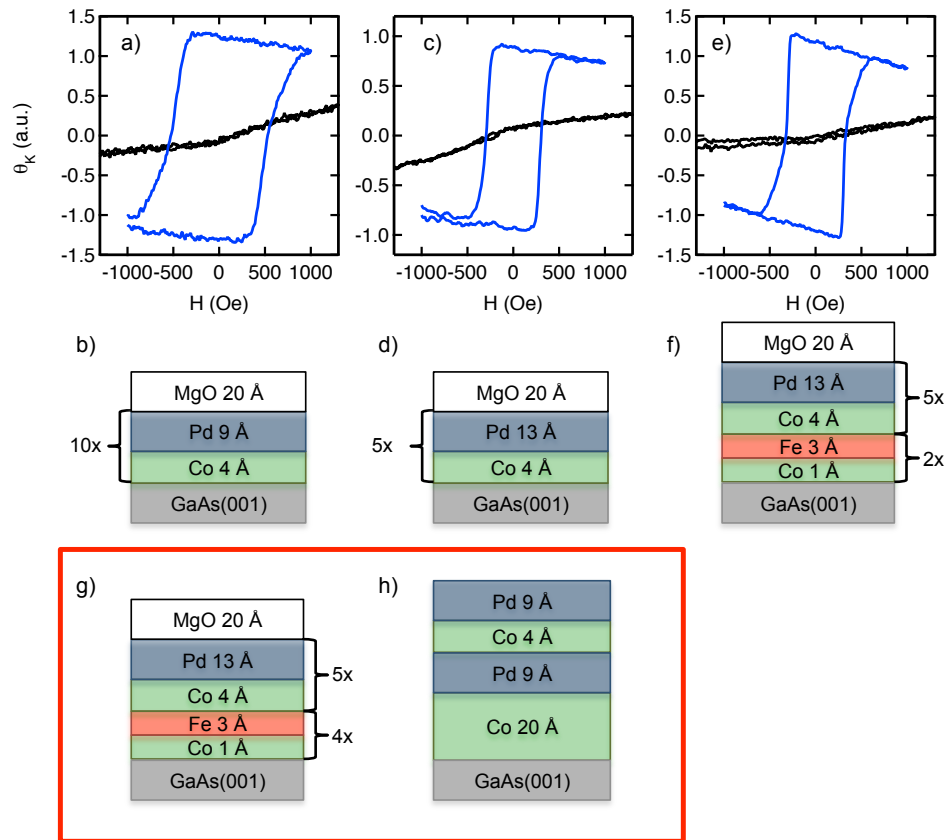 a)
c)
e)
1.5
1.0
0.5
0.0
-0.5
-1.0
-1.5
1.0
0.5
0.0
-0.5
-1.0
1.5
1.0
0.5
0.0
-0.5
-1.0
-1.5
θK (a.u.)
-1000-500 0 500 1000
-1000-500 0 500 1000
-1000-500 0 500 1000
H (Oe)
H (Oe)
H (Oe)
b)
MgO 20 Å
Pd 9 Å
Co 4 Å
10x
GaAs(001)
d)
MgO 20 Å
Pd 13 Å
Co 4 Å
5x
GaAs(001)
f)
MgO 20 Å
Pd 13 Å
Co 4 Å
5x
Fe 3 Å
Co 1 Å
2x
GaAs(001)
g)
MgO 20 Å
Pd 13 Å
Co 4 Å
5x
Fe 3 Å
Co 1 Å
4x
GaAs(001)
h)
Pd 9 Å
Co 4 Å
Pd 9 Å
Co 20 Å
GaAs(001)